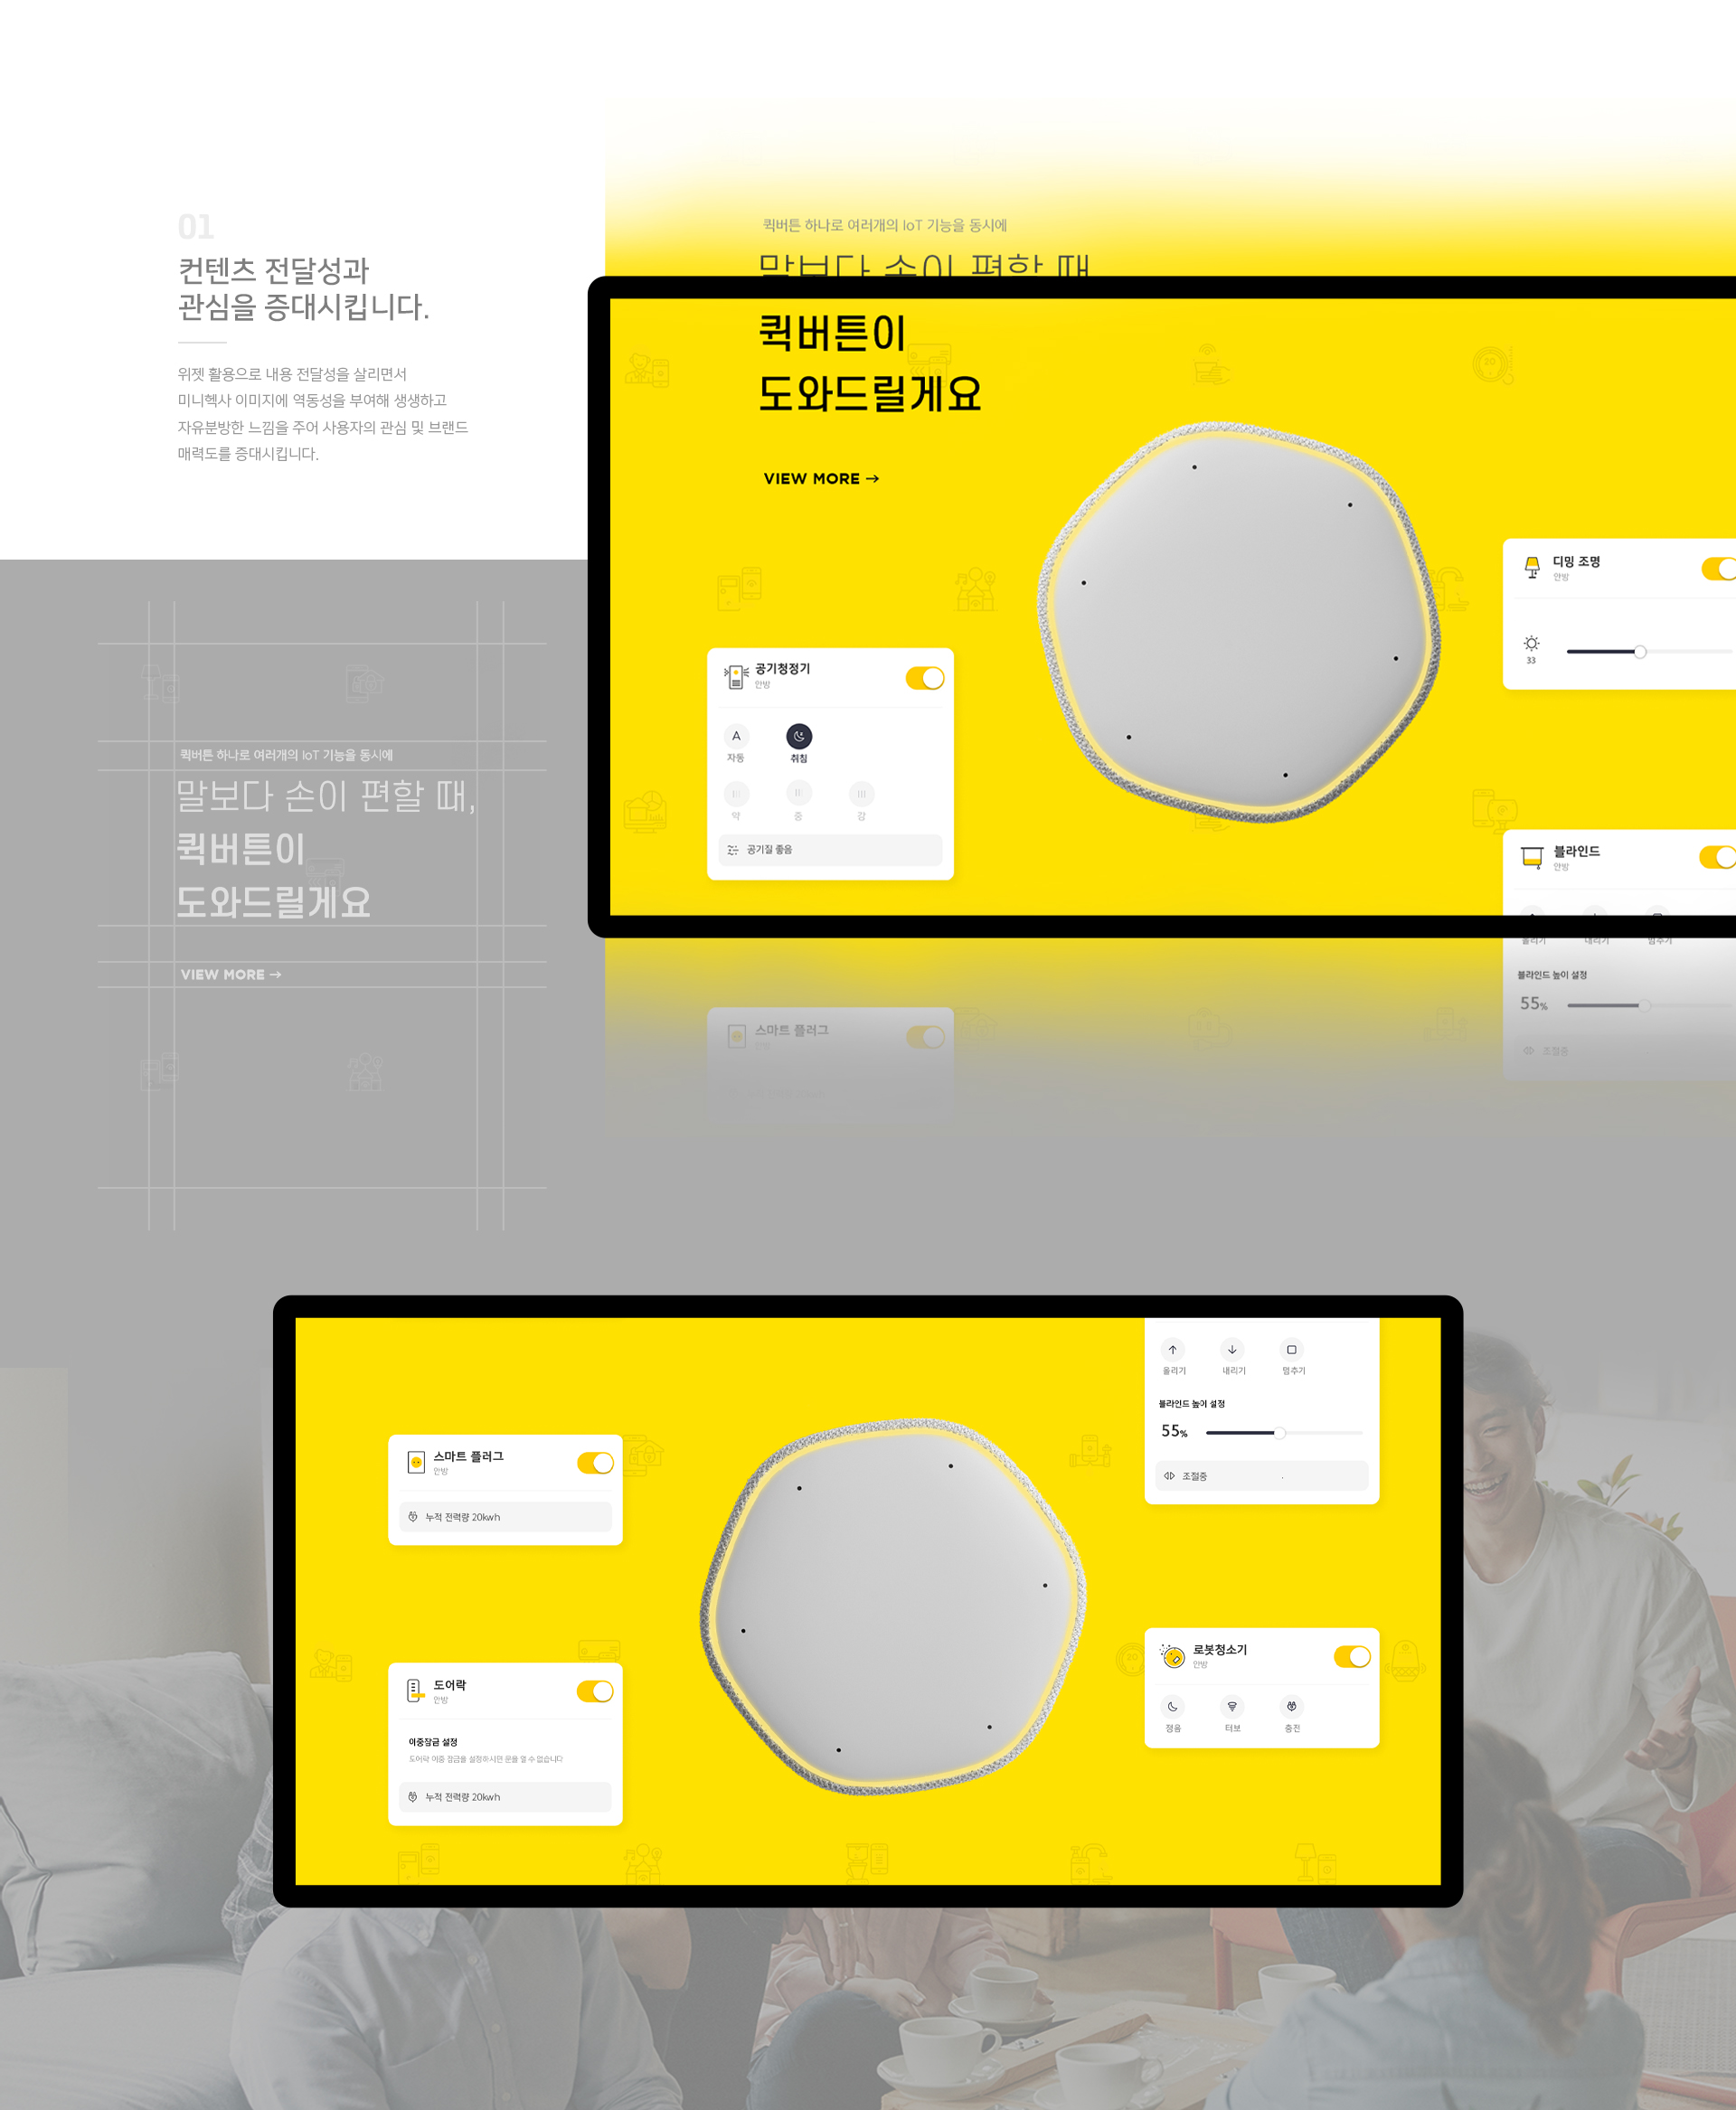 01
컨텐츠 전달성과
관심을 증대시킵니다.
위젯 활용으로 내용 전달성을 살리면서
미니헥사 이미지에 역동성을 부여해 생생하고
자유분방한 느낌을 주어 사용자의 관심 및 브랜드
매력도를 증대시킵니다.
퀵버튼 하나로 여러개의 IoT 기능을 동시에
말보다 손이 편할 때
퀵버튼이
도와드릴게요
VIEW MORE →
공기청정기
안방
A
자동
취침
약
중
강
공기질 좋음
디밍 조명
안방
33
블라인드
안방
올리기
내리기
멈추기
블라인드 높이 설정
55%
조절중
스마트 플러그
안방
퀵버튼 하나로 여러개의 IoT 기능을 동시에
말보다 손이 편할 때,
퀵버튼이
도와드릴게요
VIEW MORE →
올리기
내리기
멈추기
블라인드 높이 설정
55%
조절중
스마트 플러그
안방
누적 전력량 20kwh
도어락
안방
이중잠금 설정
도어락 이중 잠금을 설정하시면 문을 열 수 없습니다
누적 전력량 20kwh
로봇청소기
안방
정음
터보
충전